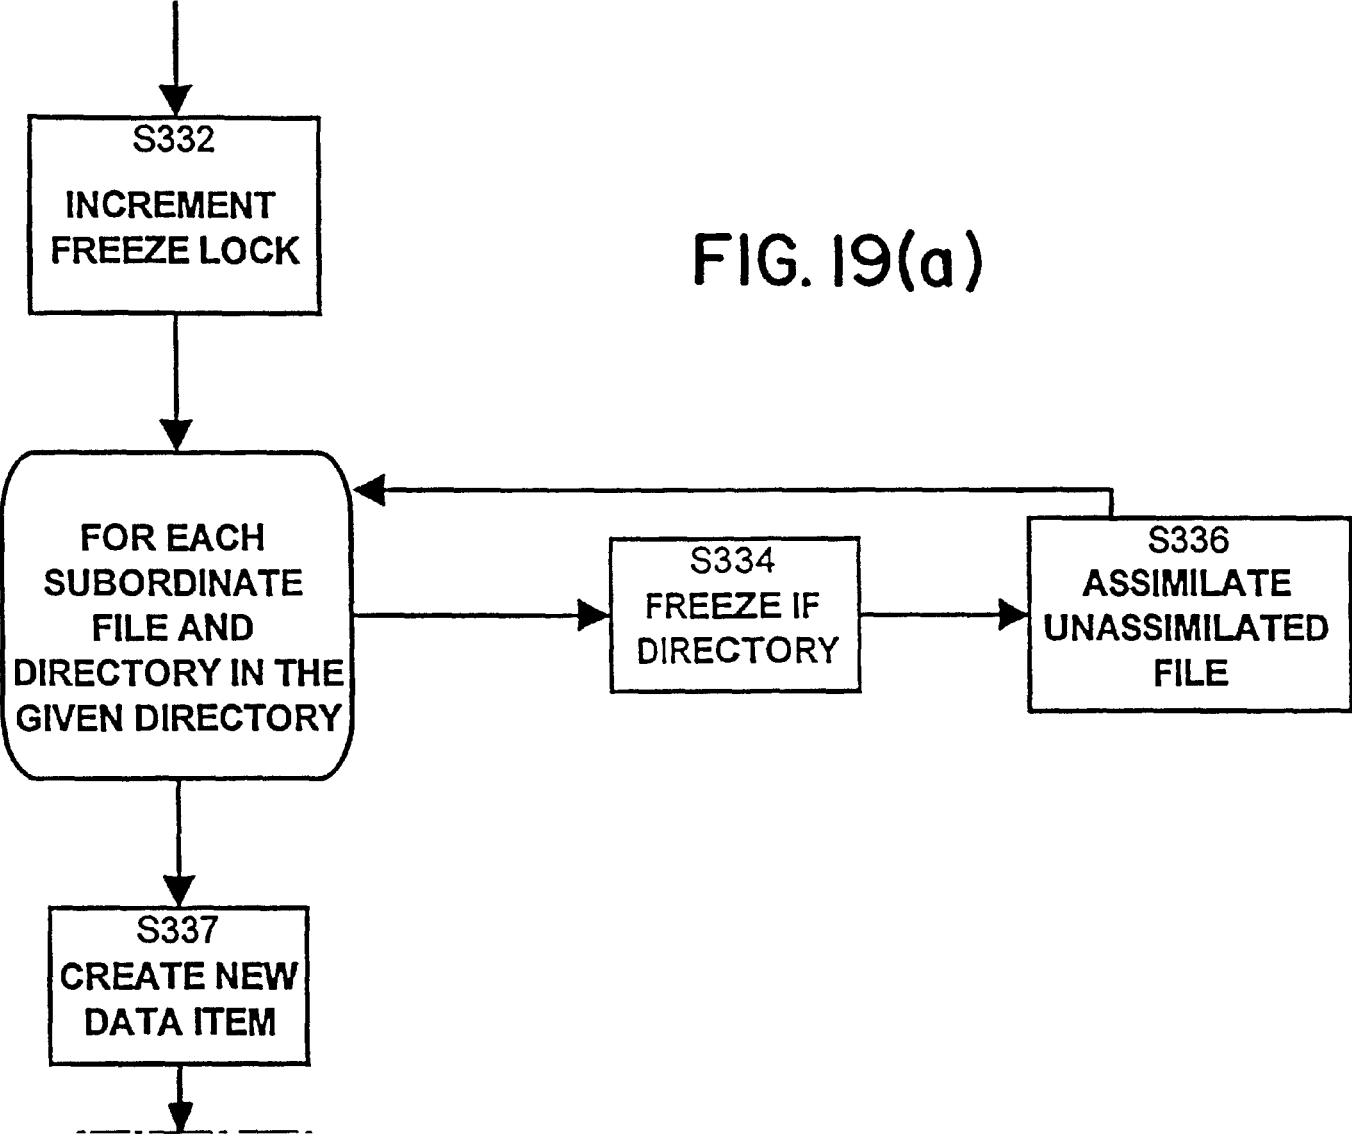 S332
INCREMENT
FREEZE LOCK
FIG. 19(a)
FOR EACH
SUBORDINATE
FILE AND
DIRECTORY IN THE
GIVEN DIRECTORY
S334
FREEZE IF
DIRECTORY
S336
ASSIMILATE
UNASSIMILATED
FILE
S337
CREATE NEW
DATA ITEM